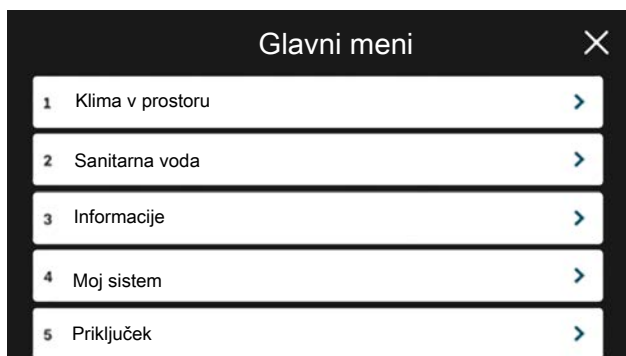 Glavni meni
1 Klima v prostoru
2 Sanitarna voda
3 Informacije
4 Moj sistem
5 Priključek